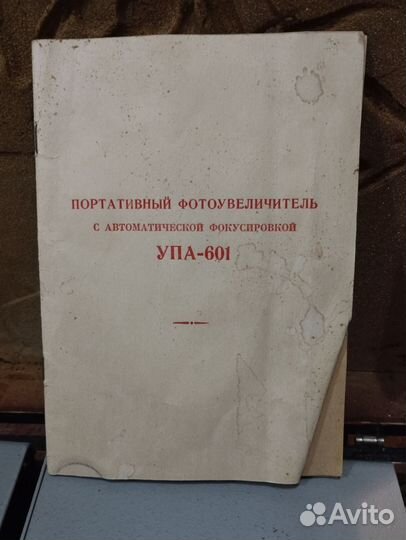 ПОРТАТИВНЫЙ ФОТОУВЕЛИЧИТЕЛЬ
С АВТОМАТИЧЕСКОЙ ФОКУСИРОВКОЙ
УПА-601
Avito